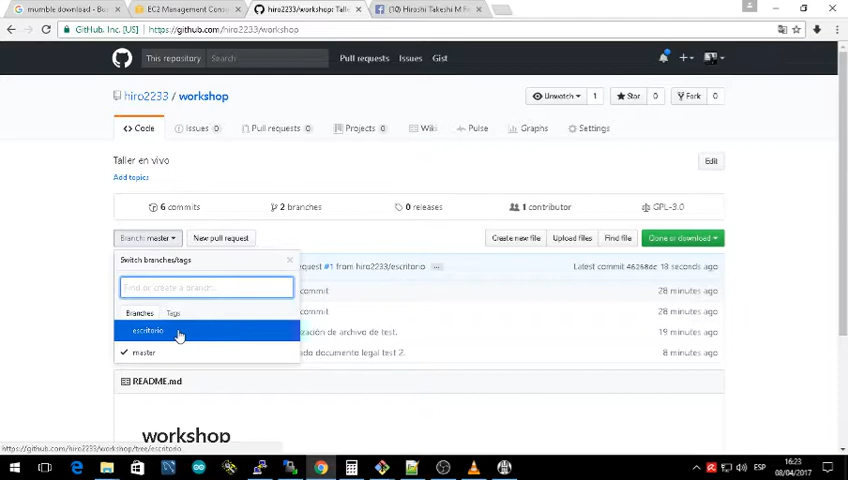 mumble download - Bu
EC2 Management Cons
hiro2233/workshop: Tall
(10) Hiroshi Takeshi M F
GitHub, Inc. [US]
https://github.com/hiro2233/workshop
This repository
Search
Pull requests
Issues
Gist
hiro2233 / workshop
Unwatch
1
Star
0
Fork
0
Code
Issues 0
Pull requests 0
Projects 0
Wiki
Pulse
Graphs
Settings
Taller en vivo
Edit
Add topics
6 commits
2 branches
0 releases
1 contributor
GPL-3.0
Branch: master
New pull request
Create new file
Upload files
Find file
Clone or download
Switch branches/tags
equest #1 from hiro2233/escritorio
Latest commit 46268dc 18 seconds ago
Find or create a branch...
commit
28 minutes ago
Branches
Tags
commit
28 minutes ago
escritorio
ización de archivo de test.
19 minutes ago
master
ado documento legal test 2.
8 minutes ago
README.md
workshop
https://github.com/hiro2233/workshop/tree/escritorio
ESP
16:23
08/04/2017